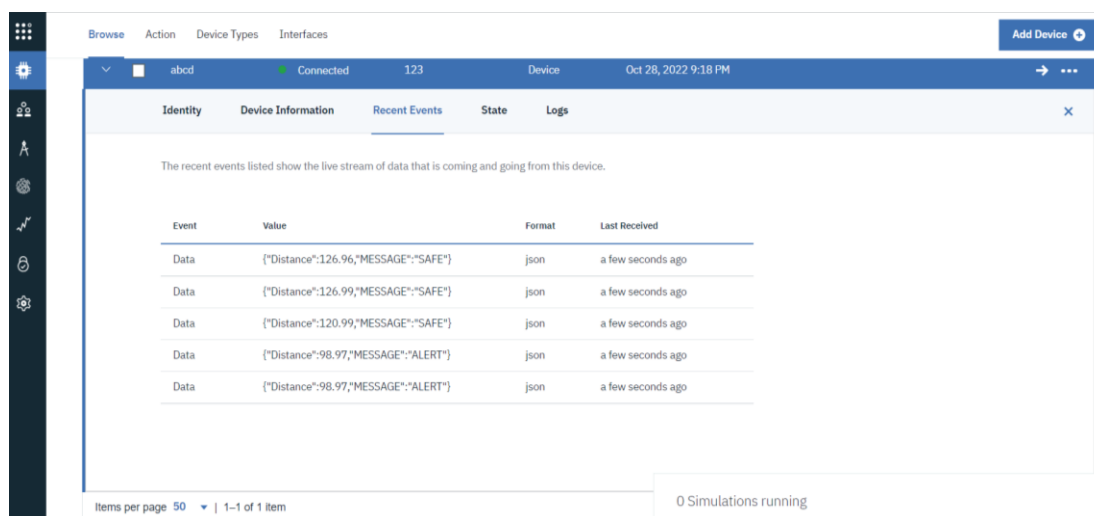 Browse Action Device Types Interfaces Add Device
abcd Connected 123 Device Oct 28, 2022 9:18 PM
Identity Device Information Recent Events State Logs
The recent events listed show the live stream of data that is coming and going from this device.
Event Value Format Last Received
Data {"Distance":126.96,"MESSAGE":"SAFE"} json a few seconds ago
Data {"Distance":126.99,"MESSAGE":"SAFE"} json a few seconds ago
Data {"Distance":120.99,"MESSAGE":"SAFE"} json a few seconds ago
Data {"Distance":98.97,"MESSAGE":"ALERT"} json a few seconds ago
Data {"Distance":98.97,"MESSAGE":"ALERT"} json a few seconds ago
Items per page 50 | 1–1 of 1 item 0 Simulations running